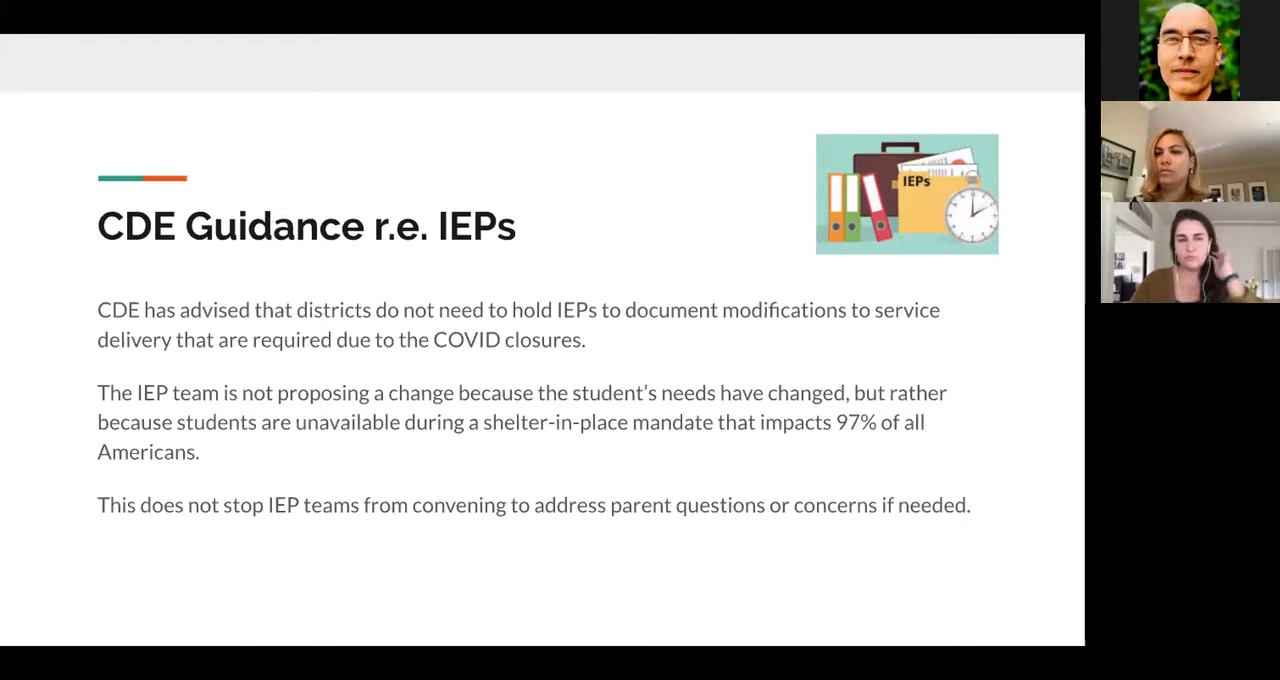 IEPs
CDE Guidance r.e. IEPs
CDE has advised that districts do not need to hold IEPs to document modifications to service
delivery that are required due to the COVID closures.
The IEP team is not proposing a change because the student’s needs have changed, but rather
because students are unavailable during a shelter-in-place mandate that impacts 97% of all
Americans.
This does not stop IEP teams from convening to address parent questions or concerns if needed.